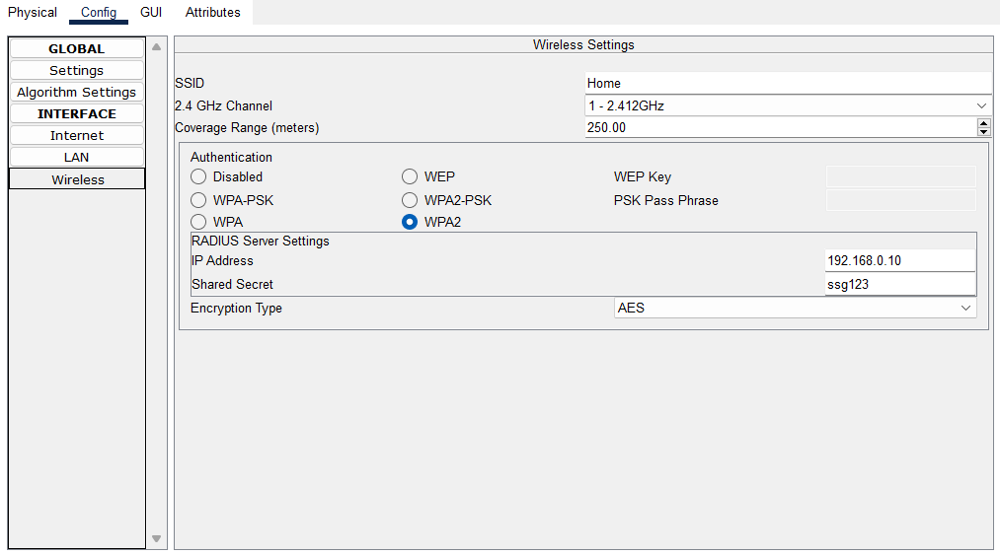 Physical Config GUI Attributes
GLOBAL
Settings
Algorithm Settings
INTERFACE
Internet
LAN
Wireless
Wireless Settings
SSID Home
2.4 GHz Channel 1 - 2.412GHz
Coverage Range (meters) 250.00
Authentication
Disabled WEP WEP Key
WPA-PSK WPA2-PSK PSK Pass Phrase
WPA WPA2
RADIUS Server Settings
IP Address 192.168.0.10
Shared Secret ssg123
Encryption Type AES